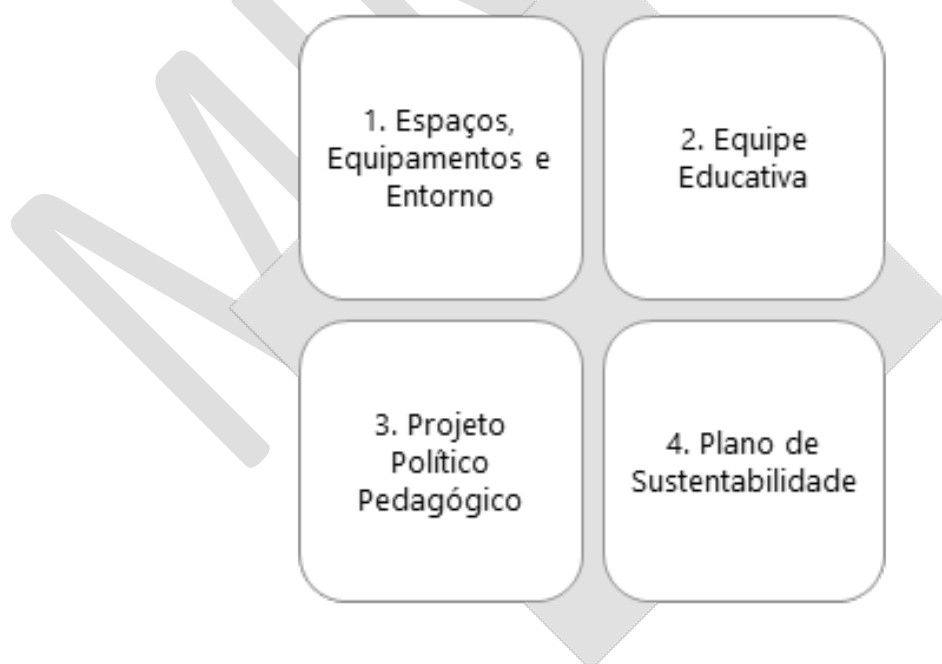 1. Espaços,
Equipamentos e
Entorno
2. Equipe
Educativa
3. Projeto
Político
Pedagógico
4. Plano de
Sustentabilidade